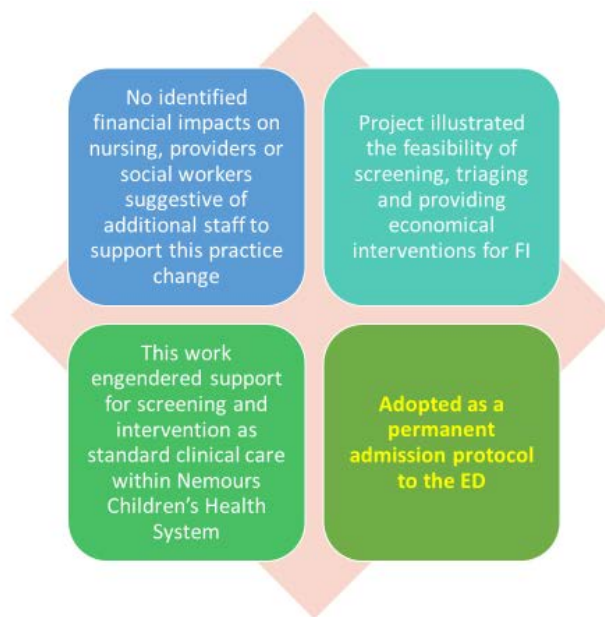 No identified
financial impacts on
nursing, providers or
social workers
suggestive of
additional staff to
support this practice
change
Project illustrated
the feasibility of
screening, triaging
and providing
economical
interventions for FI
This work
engendered support
for screening and
intervention as
standard clinical care
within Nemours
Children's Health
System
Adopted as a
permanent
admission protocol
to the ED